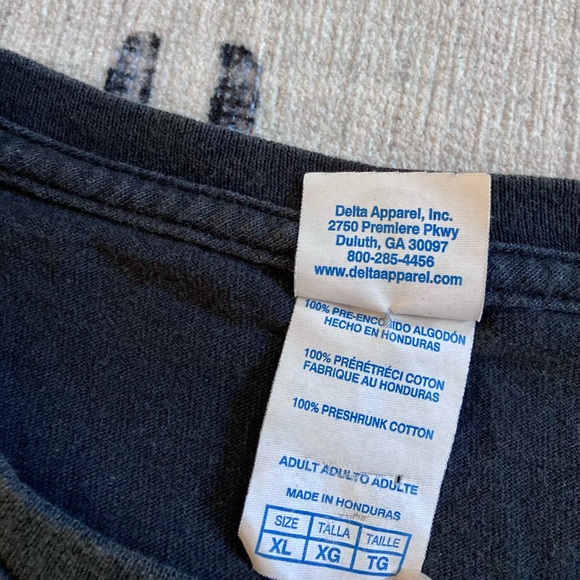 Delta Apparel, Inc.
2750 Premiere Pkwy
Duluth, GA 30097
800-285-4456
www.deltaapparel.com
100% PRE-ENCOGIDO ALGODÓN
HECHO EN HONDURAS
100% PRÉRÉTRÉCI COTON
FABRIQUE AU HONDURAS
100% PRESHRUNK COTTON
ADULT ADULTO ADULTE
MADE IN HONDURAS
SIZE TALLA TAILLE
XL XG TG